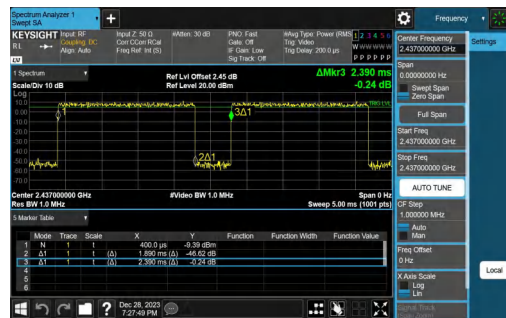 Spectrum Analyzer 1
Swept SA
+
Frequency
KEYSIGHT Input: RF Input Z: 50 Ω #Atten: 30 dB PNO: Fast #Avg Type: Power (RMS 1 2 3 4 5 6
RL Coupling: DC Corr CCorr RCal Gate: Off Trig: Video W W W W W W
Align: Auto Freq Ref: Int (S) IF Gain: Low Trig Delay: 200.0 µs P P P P P P
Sig Track: Off
LV
Center Frequency
2.437000000 GHz
Settings
1 Spectrum Ref Lvl Offset 2.45 dB ΔMkr3 2.390 ms
Scale/Div 10 dB Ref Level 20.00 dBm -0.24 dB
Span
0.00000000 Hz
Swept Span
Zero Span
Full Span
Start Freq
2.437000000 GHz
Stop Freq
2.437000000 GHz
AUTO TUNE
CF Step
1.000000 MHz
Auto
Man
Freq Offset
0 Hz
X Axis Scale
Log
Lin
Signal Track
Local
Log
10.0
0.00
-10.0
-20.0
-30.0
-40.0
-50.0
-60.0
-70.0
TRIG LVL
1
3Δ1
2Δ1
Center 2.437000000 GHz #Video BW 1.0 MHz Span 0 Hz
Res BW 1.0 MHz Sweep 5.00 ms (1001 pts)
5 Marker Table
Mode Trace Scale X Y Function Function Width Function Value
1 N 1 t 400.0 µs -9.39 dBm
2 Δ1 1 t (Δ) 1.890 ms (Δ) -46.62 dB
3 Δ1 1 t (Δ) 2.390 ms (Δ) -0.24 dB
4
5
6
?
Dec 28, 2023
7:27:49 PM